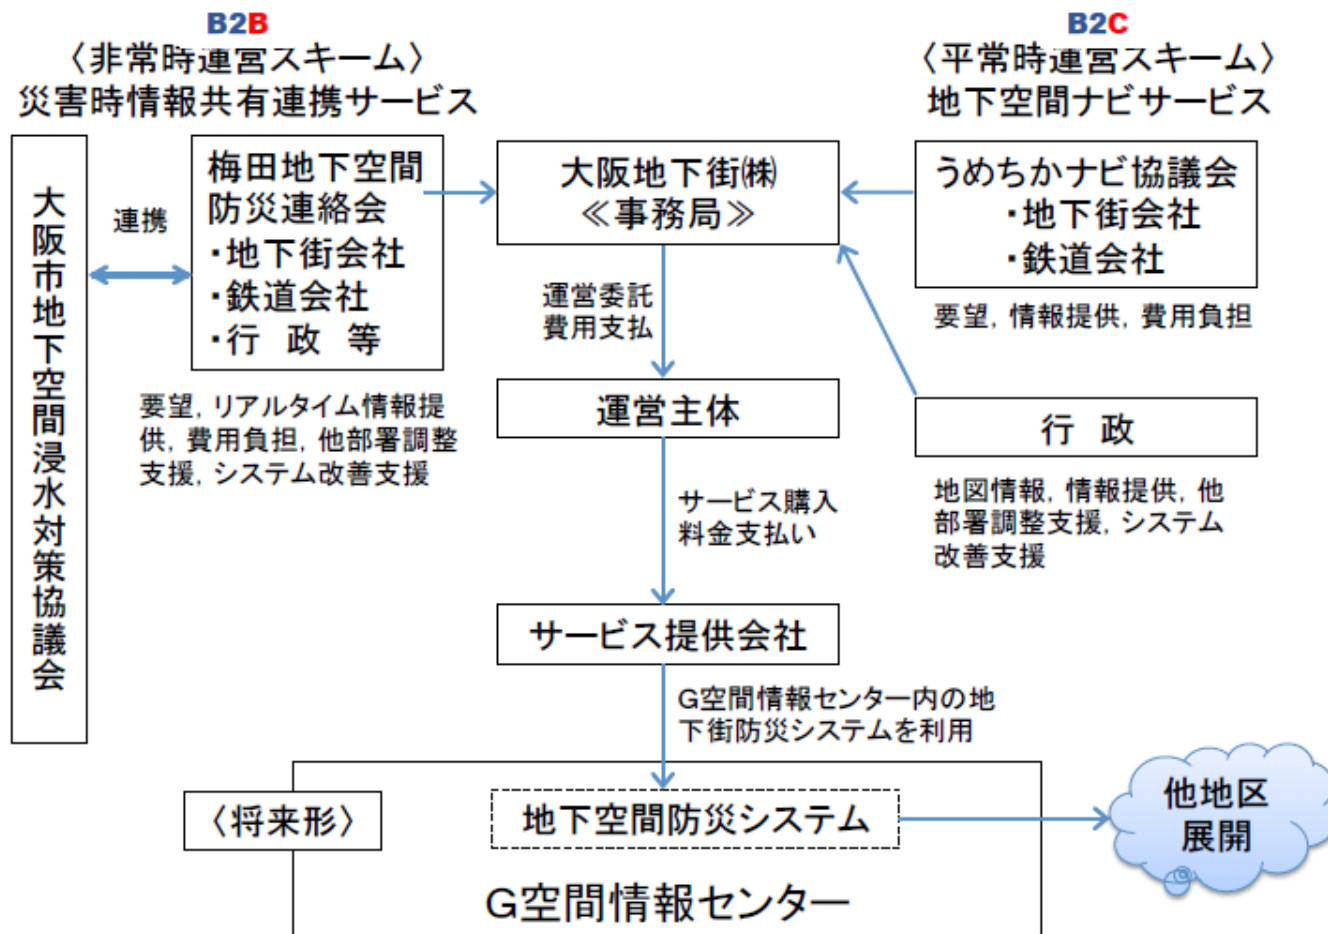 B2B
〈非常時運営スキーム〉
災害時情報共有連携サービス
B2C
〈平常時運営スキーム〉
地下空間ナビサービス
大阪市地下空間浸水対策協議会
連携
梅田地下空間
防災連絡会
・地下街会社
・鉄道会社
・行 政 等
要望, リアルタイム情報提
供, 費用負担, 他部署調整
支援, システム改善支援
大阪地下街㈱
≪事務局≫
運営委託
費用支払
運営主体
サービス購入
料金支払い
サービス提供会社
G空間情報センター内の地
下街防災システムを利用
うめちかナビ協議会
・地下街会社
・鉄道会社
要望, 情報提供, 費用負担
行 政
地図情報, 情報提供, 他
部署調整支援, システム
改善支援
〈将来形〉
地下空間防災システム
G空間情報センター
他地区
展開